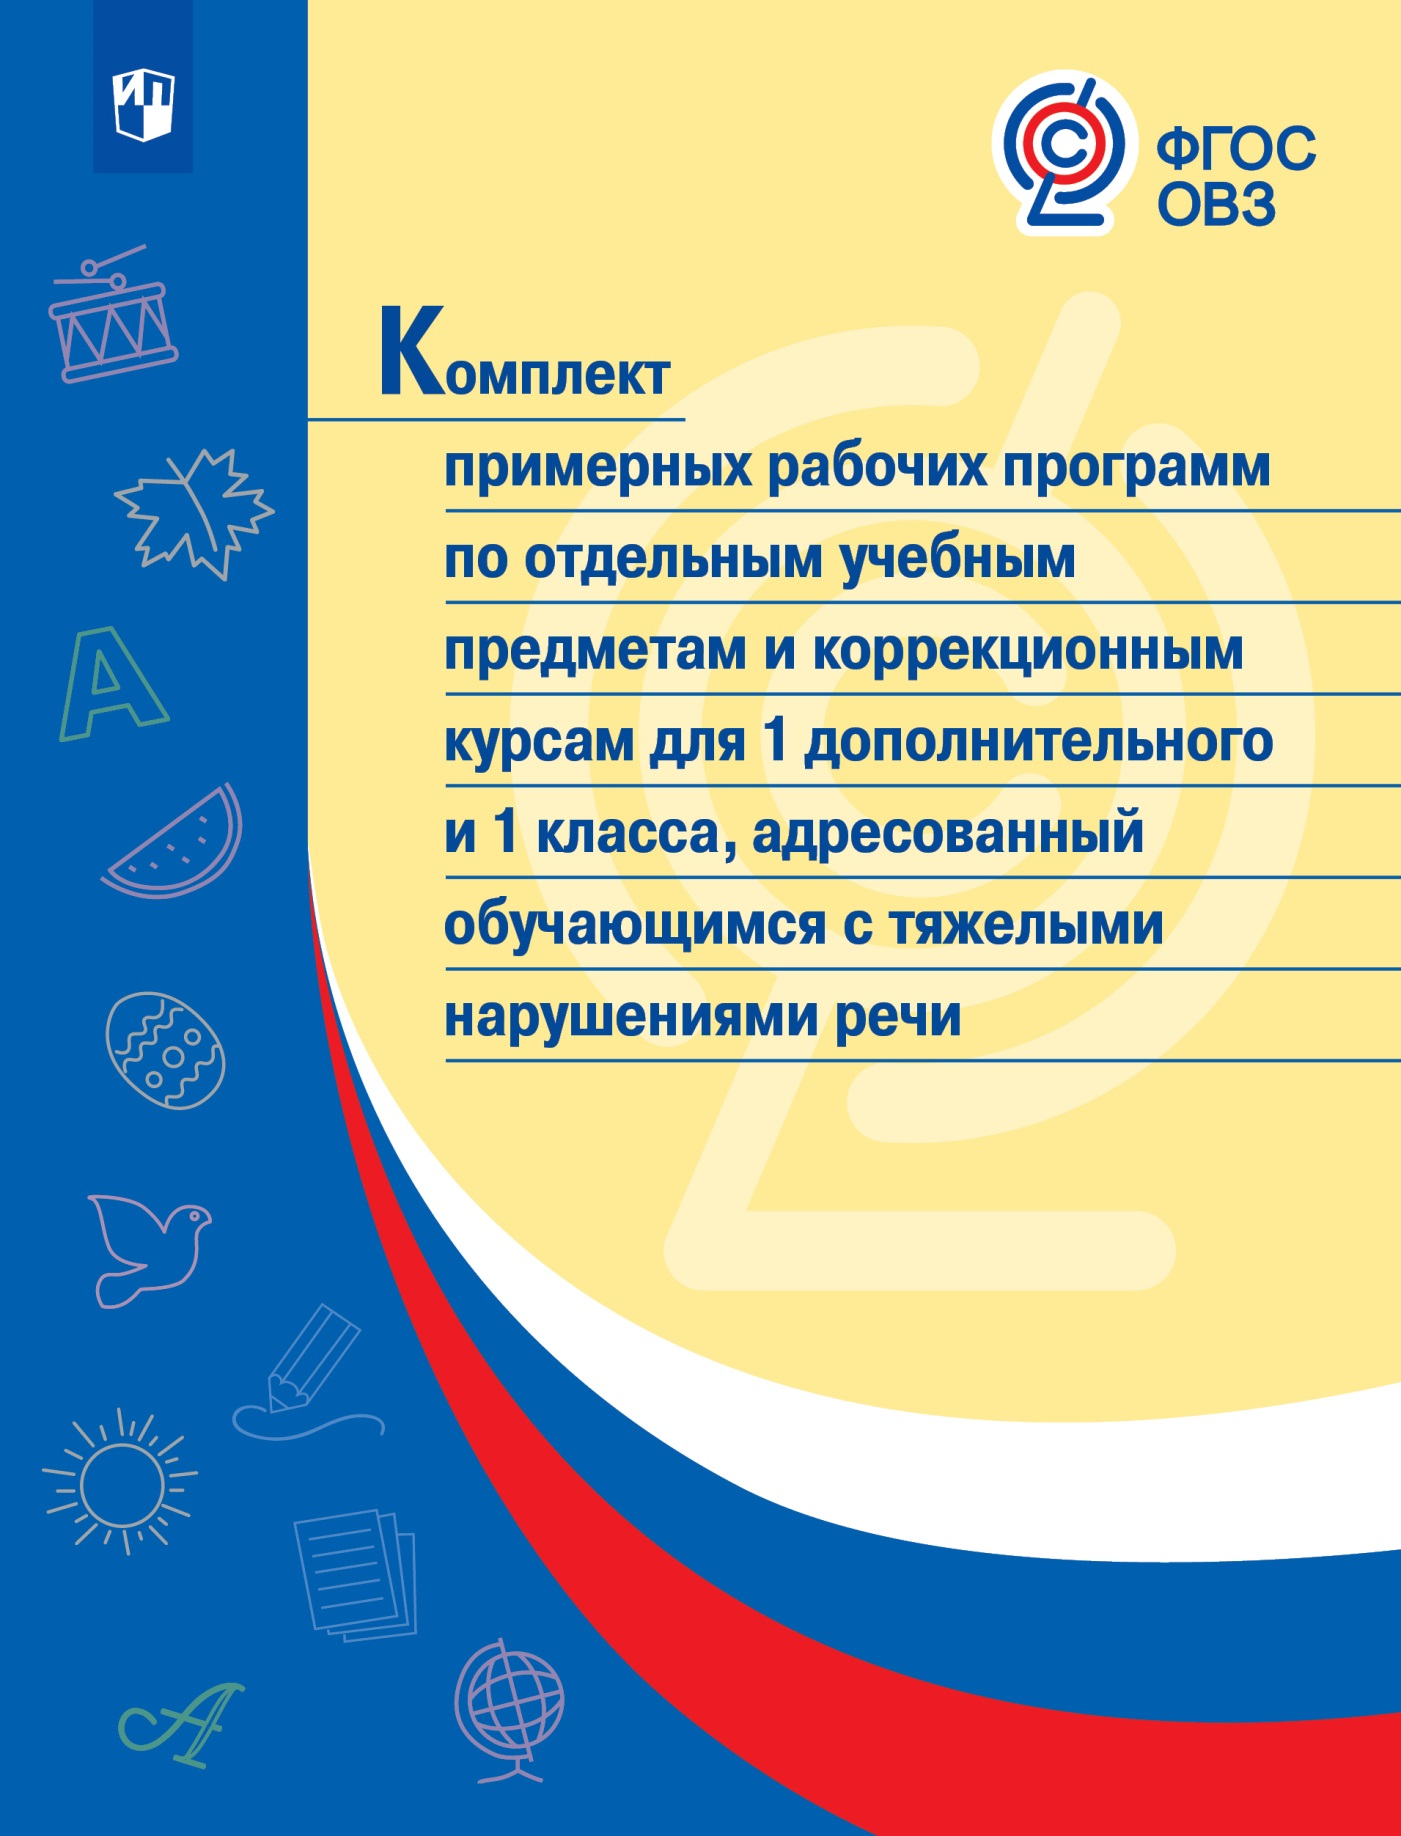 ИП
ФГОС
ОВЗ
Комплект
примерных рабочих программ
по отдельным учебным
предметам и коррекционным
курсам для 1 дополнительного
и 1 класса, адресованный
обучающимся с тяжелыми
нарушениями речи
А
А